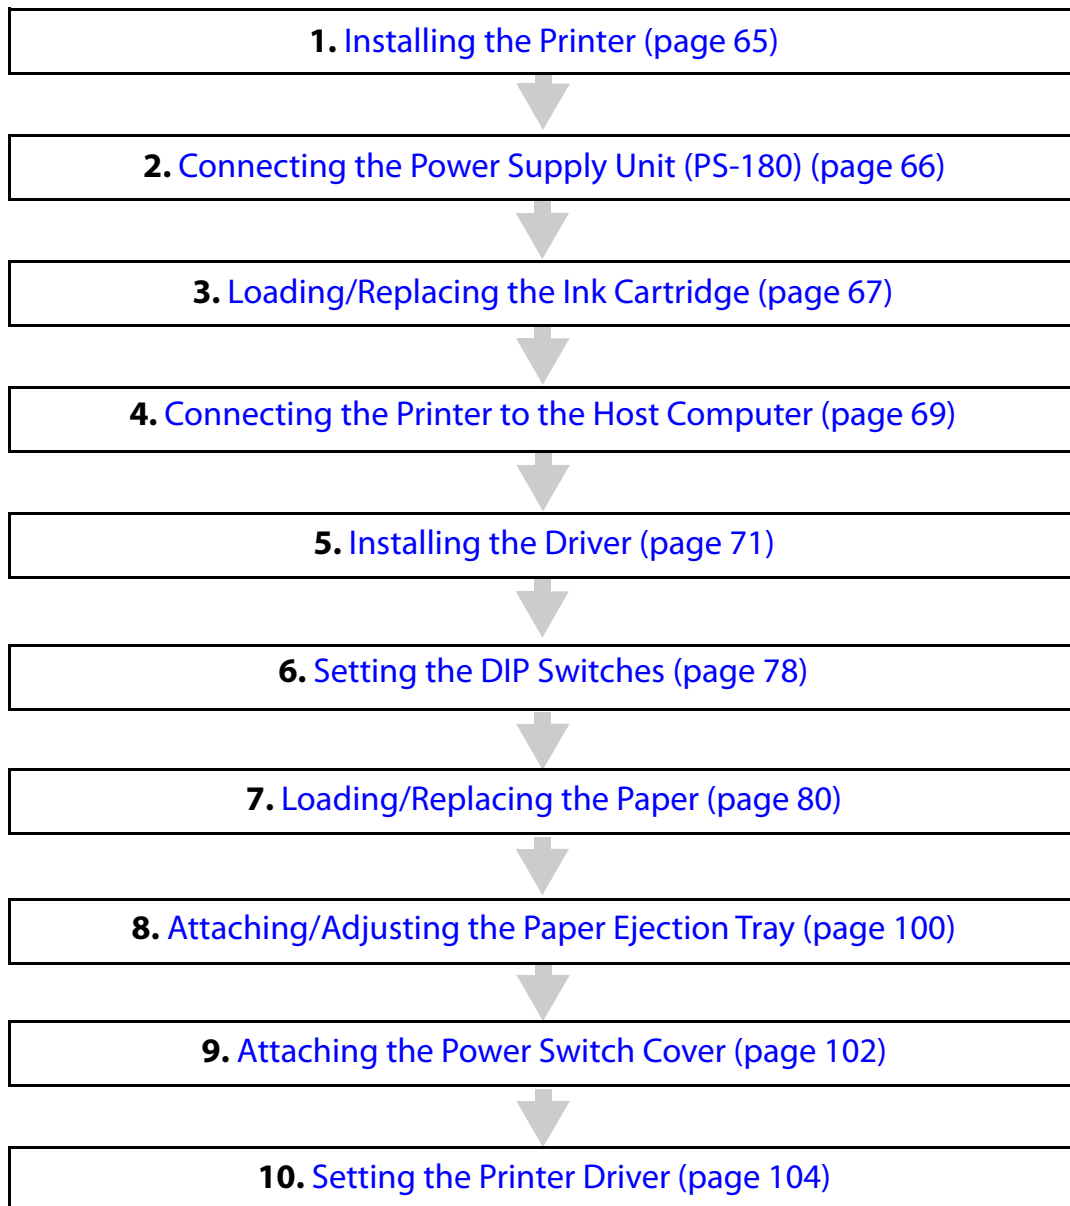 1. Installing the Printer (page 65)
2. Connecting the Power Supply Unit (PS-180) (page 66)
3. Loading/Replacing the Ink Cartridge (page 67)
4. Connecting the Printer to the Host Computer (page 69)
5. Installing the Driver (page 71)
6. Setting the DIP Switches (page 78)
7. Loading/Replacing the Paper (page 80)
8. Attaching/Adjusting the Paper Ejection Tray (page 100)
9. Attaching the Power Switch Cover (page 102)
10. Setting the Printer Driver (page 104)